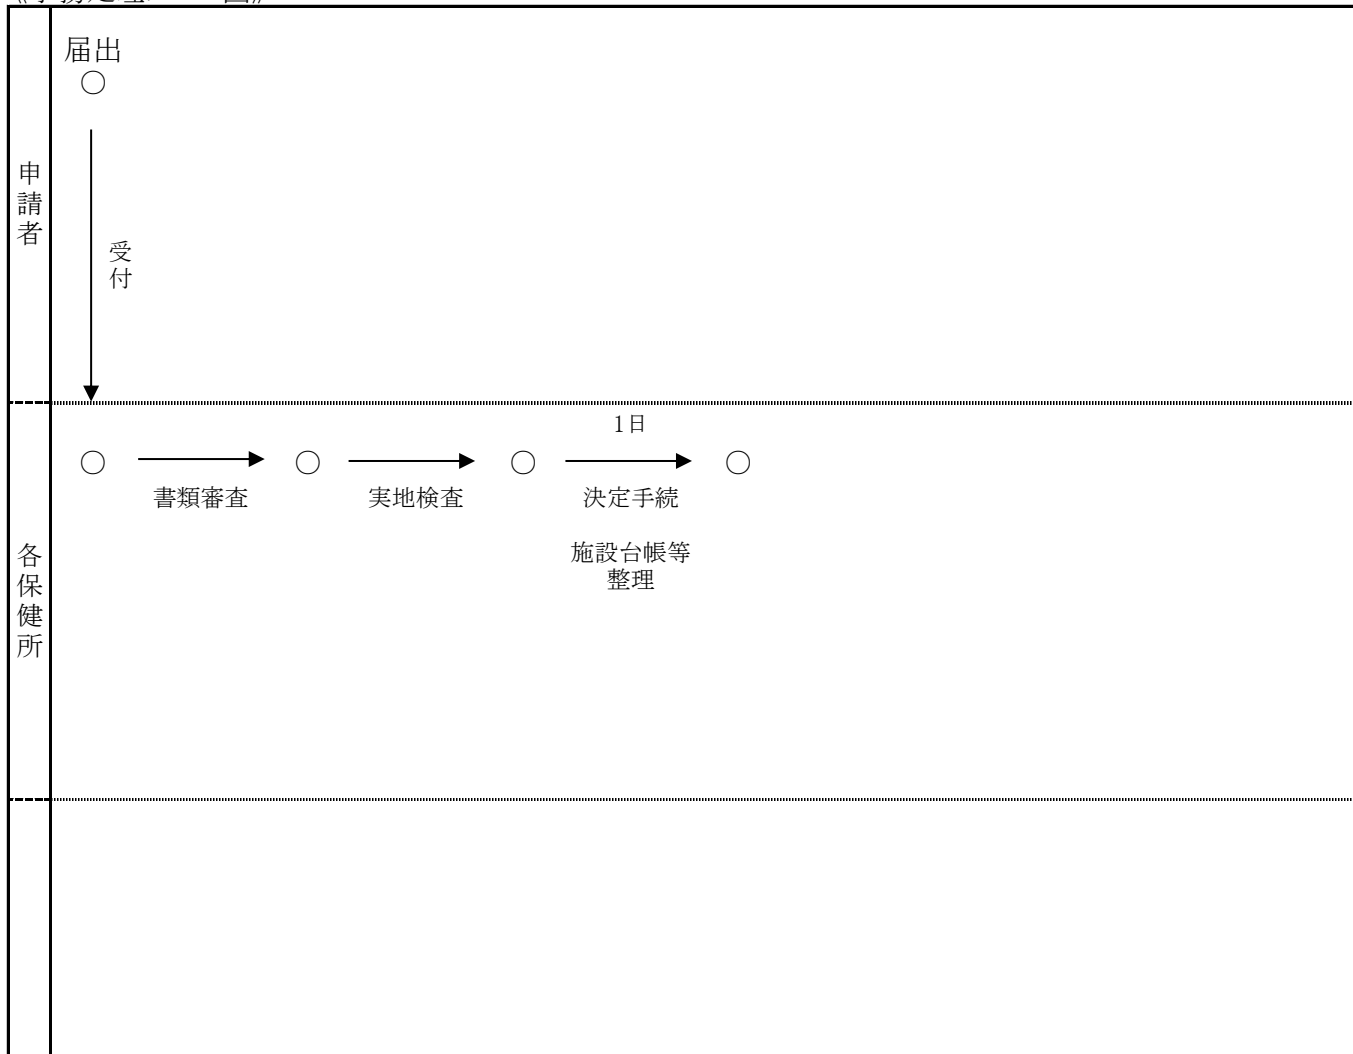 申請者
届出
受付
1日
書類審査
実地検査
決定手続
施設台帳等
整理
各保健所